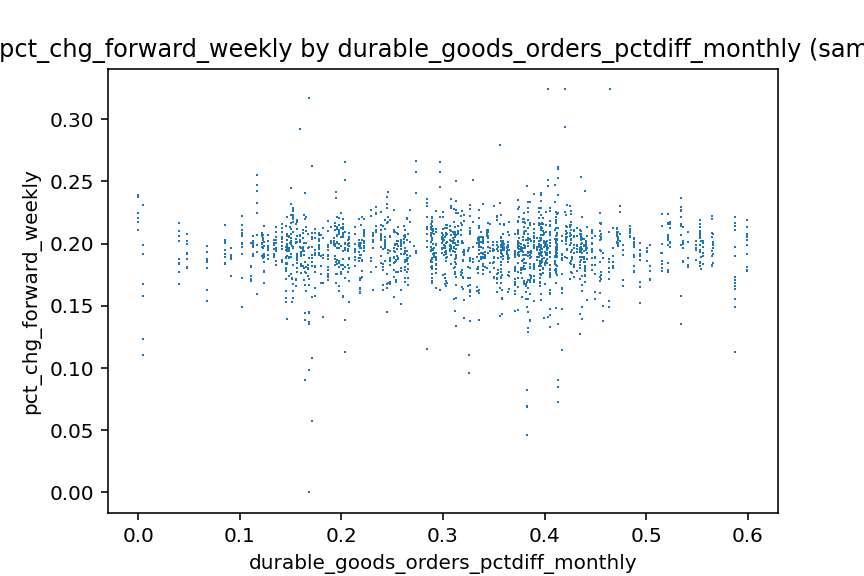 pct_chg_forward_weekly by durable_goods_orders_pctdiff_monthly (sam
pct_chg_forward_weekly
0.30
0.25
0.20
0.15
0.10
0.05
0.00
0.0 0.1 0.2 0.3 0.4 0.5 0.6
durable_goods_orders_pctdiff_monthly